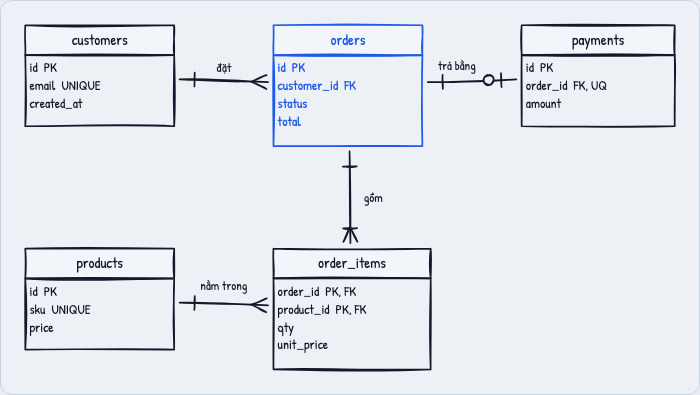 customers
id PK
email UNIQUE
created_at
đặt
orders
id PK
customer_id FK
status
total
trả bằng
payments
id PK
order_id FK, UQ
amount
gồm
products
id PK
sku UNIQUE
price
nằm trong
order_items
order_id PK, FK
product_id PK, FK
qty
unit_price